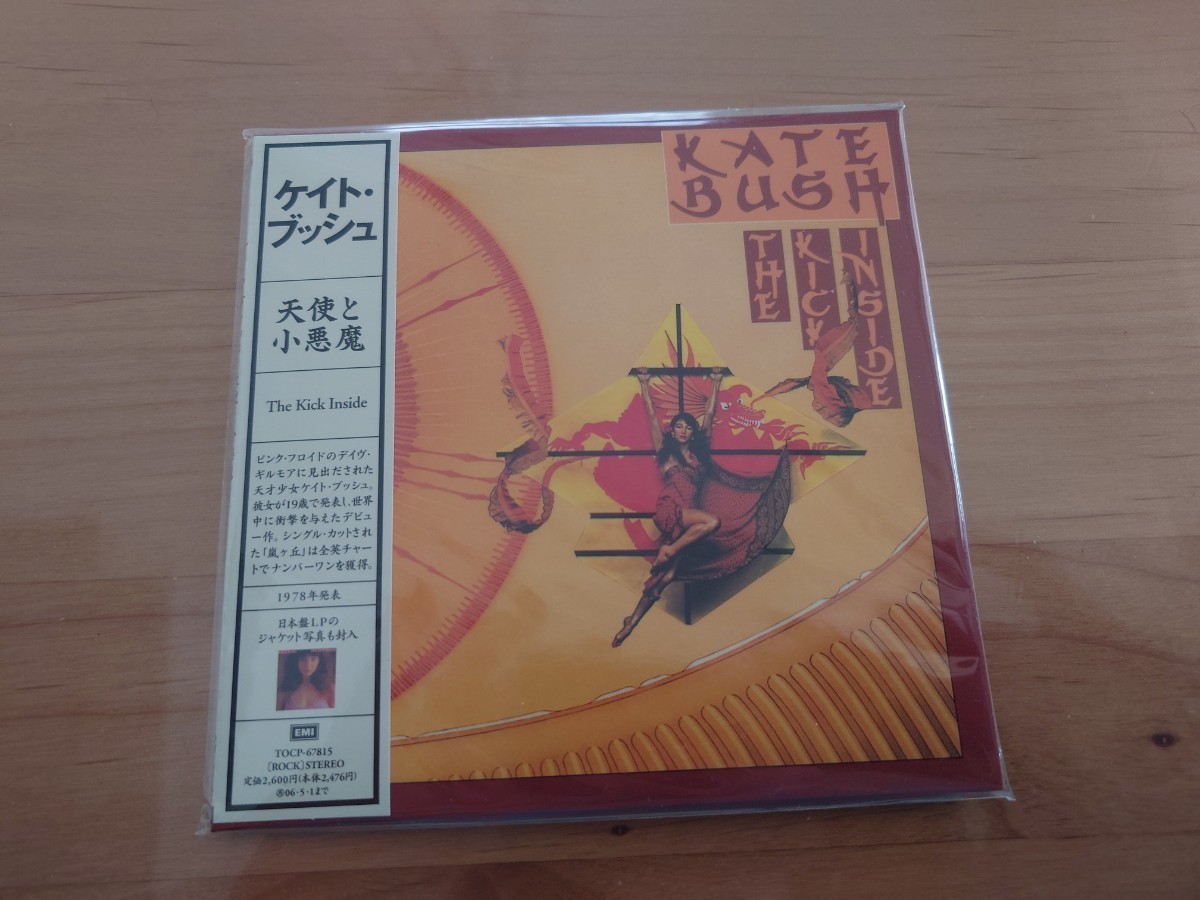 ケイト・
ブッシュ
天使と
小悪魔
The Kick Inside
ピンク・フロイドのデイヴ・
ギルモアに見出だされた
天才少女ケイト・ブッシュ。
彼女が19歳で発表し、世界
中に衝撃を与えたデビュ
ー作。シングル・カットされ
た「嵐ヶ丘」は全英チャー
トでナンバーワンを獲得。
1978年発表
日本盤LPの
ジャケット写真も封入
EMI
TOCP-67815
[ROCK] STEREO
定価2,600円(本体2,476円)
06・5・1まで
KATE
BUSH
THE
KICK
INSIDE